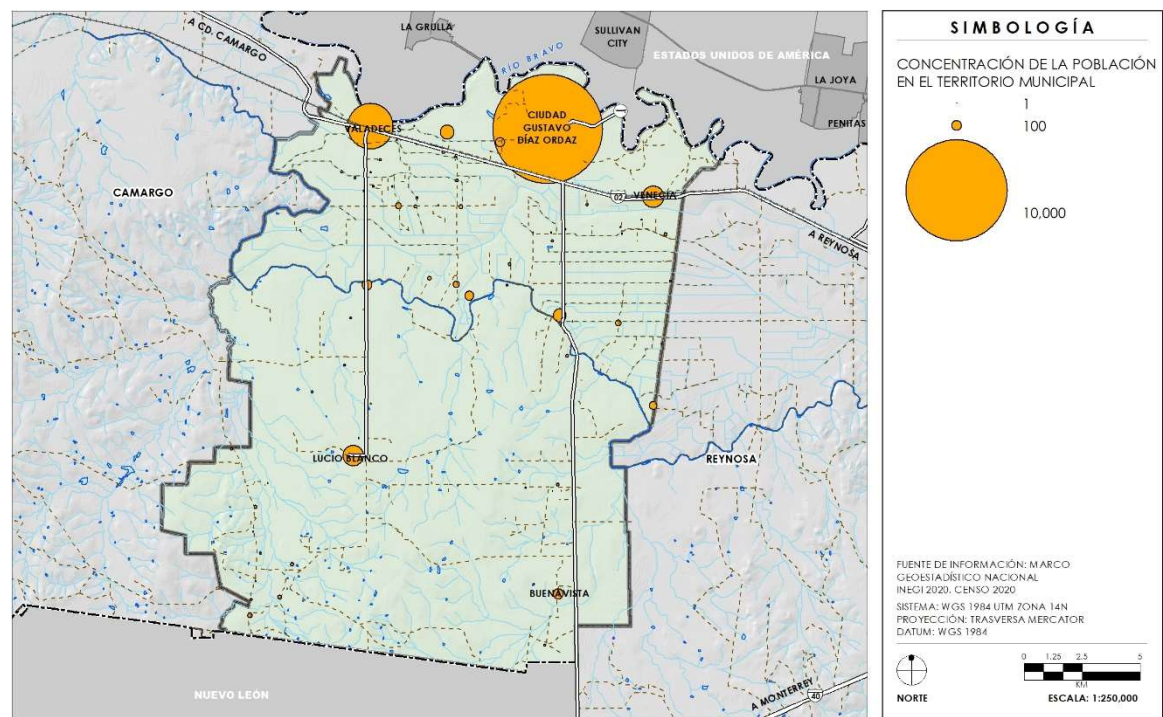 A CD. CAMARGO
LA GRULLA
SULLIVAN
CITY
RÍO BRAVO
ESTADOS UNIDOS DE AMÉRICA
LA JOYA
PENITAS
VALADECES
CIUDAD
GUSTAVO
DÍAZ ORDAZ
CAMARGO
02
VENECIA
A REYNOSA
LUCIO BLANCO
REYNOSA
BUENAVISTA
NUEVO LEÓN
A MONTERREY
40
SIMBOLOGÍA
CONCENTRACIÓN DE LA POBLACIÓN
EN EL TERRITORIO MUNICIPAL
1
100
10,000
FUENTE DE INFORMACIÓN: MARCO
GEOESTADÍSTICO NACIONAL
INEGI 2020. CENSO 2020
SISTEMA: WGS 1984 UTM ZONA 14N
PROYECCIÓN: TRASVERSA MERCATOR
DATUM: WGS 1984
0 1.25 2.5 5
KM
NORTE
ESCALA: 1:250,000